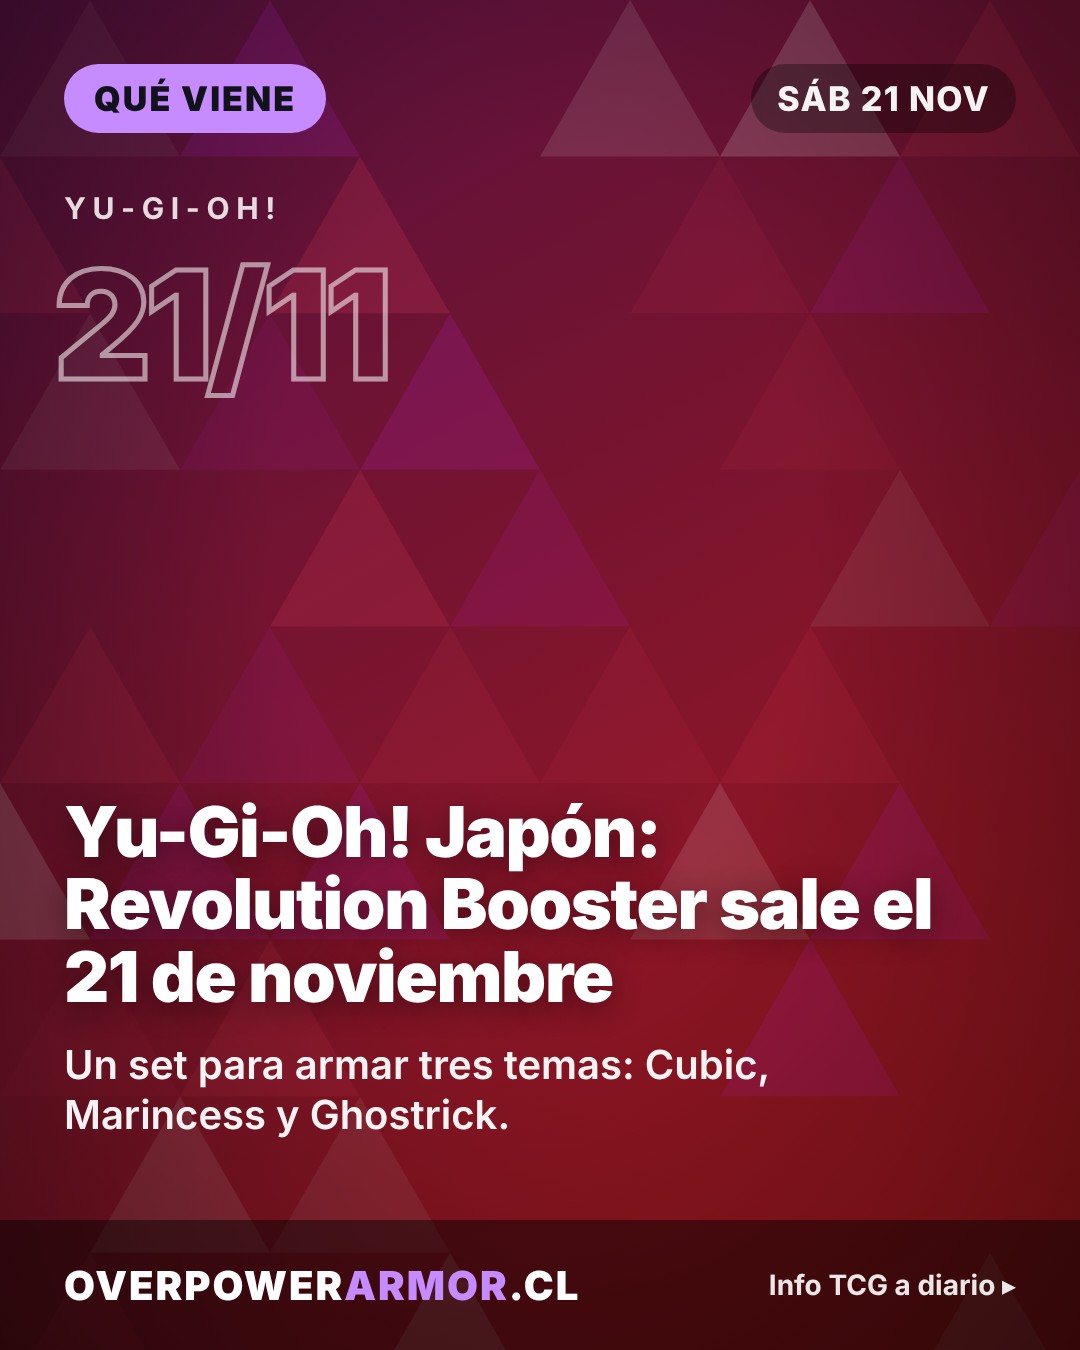 QUÉ VIENE
SÁB 21 NOV
YU-GI-OH!
21/11
Yu-Gi-Oh! Japón:
Revolution Booster sale el
21 de noviembre
Un set para armar tres temas: Cubic,
Marincess y Ghostrick.
OVERPOWERARMOR.CL
Info TCG a diario ▸